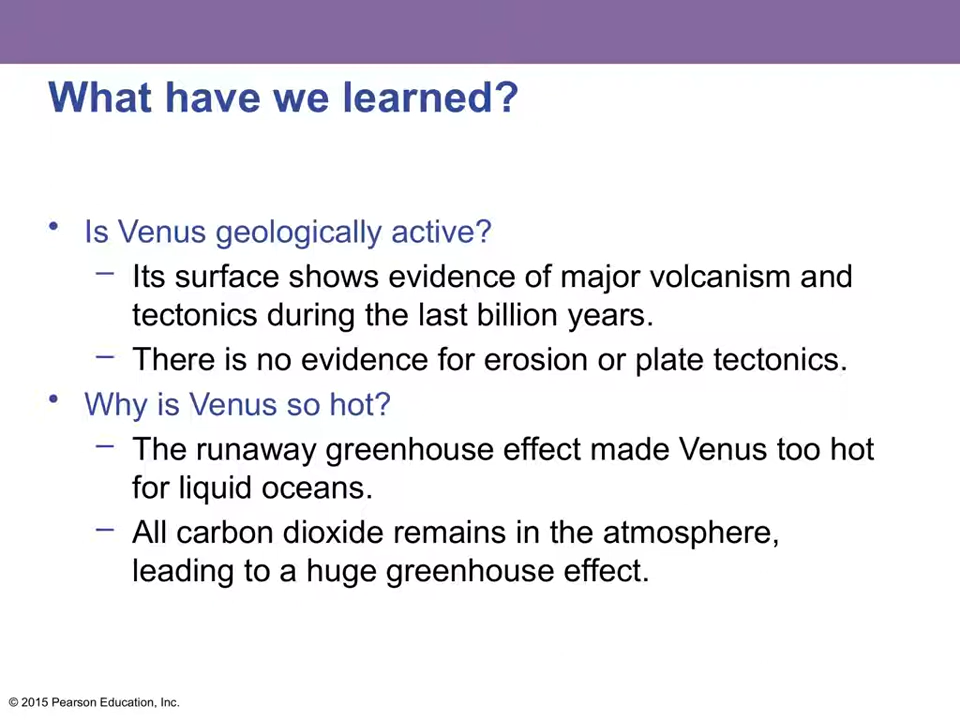 What have we learned?
• Is Venus geologically active?
– Its surface shows evidence of major volcanism and
tectonics during the last billion years.
– There is no evidence for erosion or plate tectonics.
• Why is Venus so hot?
– The runaway greenhouse effect made Venus too hot
for liquid oceans.
– All carbon dioxide remains in the atmosphere,
leading to a huge greenhouse effect.
© 2015 Pearson Education, Inc.